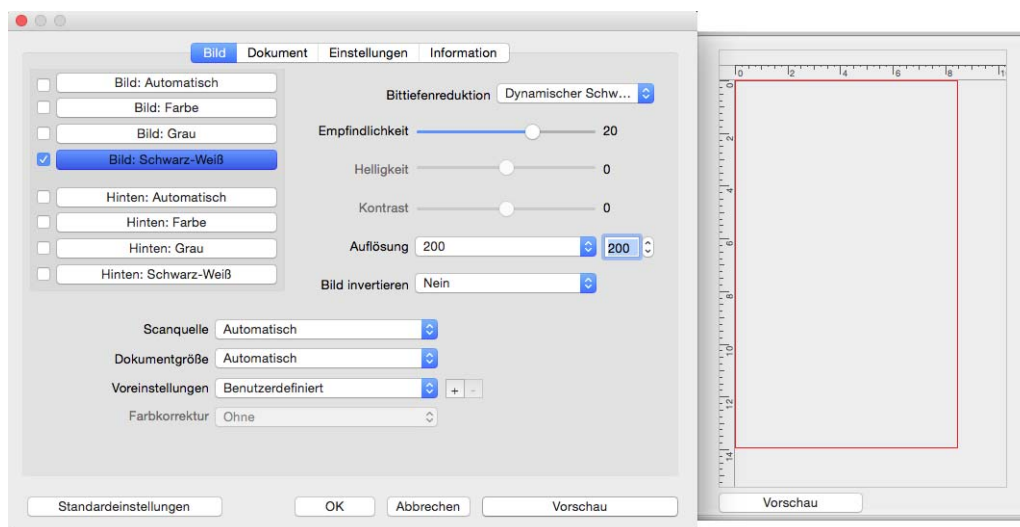 Bild Dokument Einstellungen Information
Bild: Automatisch
Bild: Farbe
Bild: Grau
Bild: Schwarz-Weiß
Hinten: Automatisch
Hinten: Farbe
Hinten: Grau
Hinten: Schwarz-Weiß
Bittiefenreduktion Dynamischer Schw...
Empfindlichkeit 20
Helligkeit 0
Kontrast 0
Auflösung 200 200
Bild invertieren Nein
Scanquelle Automatisch
Dokumentgröße Automatisch
Voreinstellungen Benutzerdefiniert + -
Farbkorrektur Ohne
Standardeinstellungen OK Abbrechen Vorschau
0 2 4 6 8
0
2
4
6
8
10
12
14
Vorschau